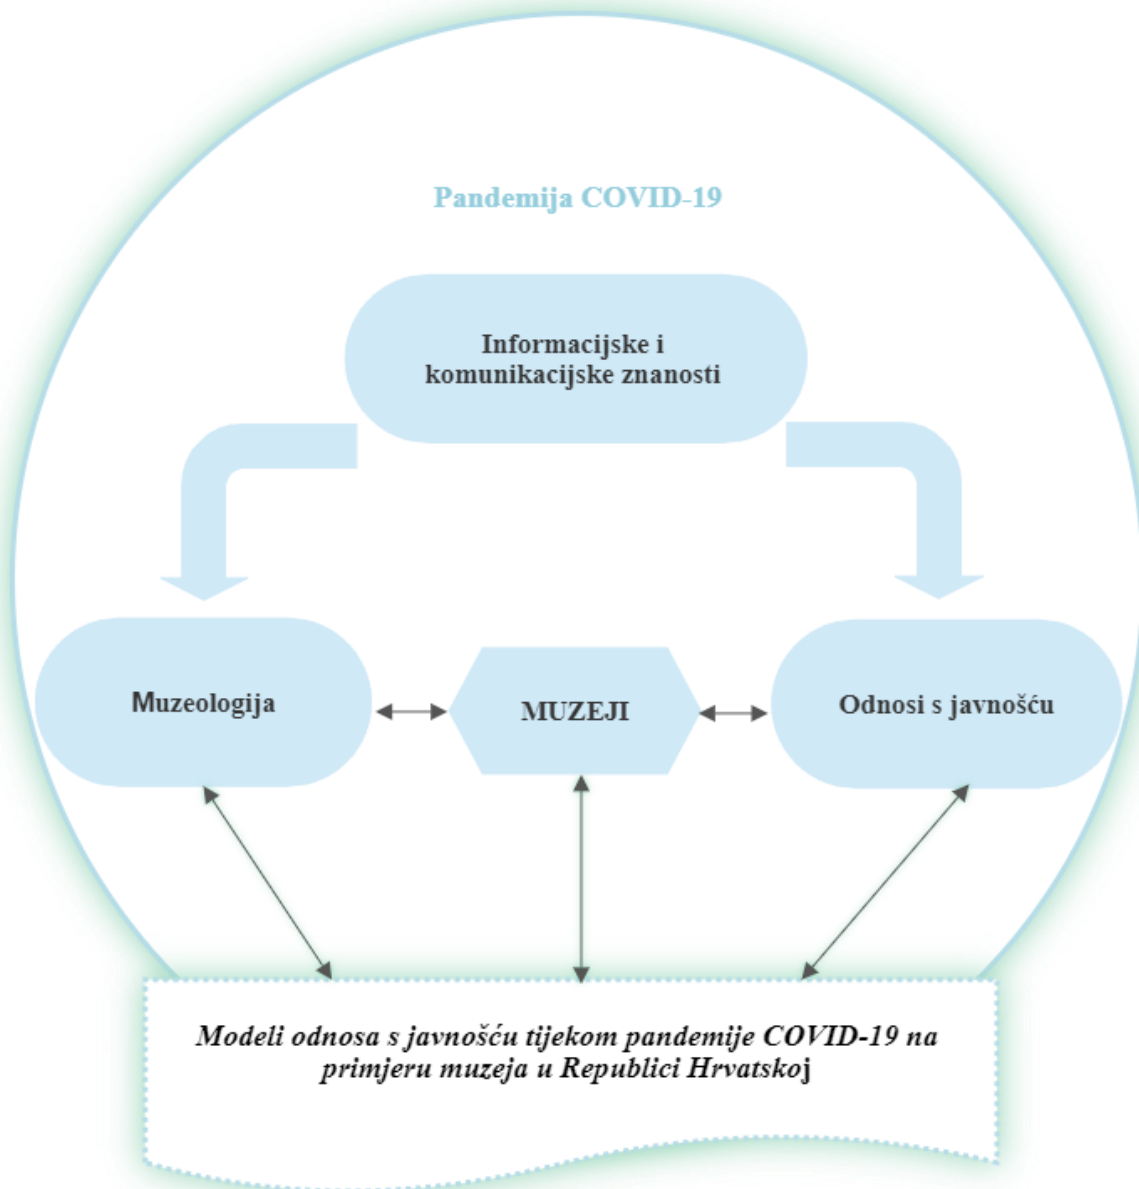 Pandemija COVID-19
Informacijske i
komunikacijske znanosti
Muzeologija
MUZEJI
Odnosi s javnošću
Modeli odnosa s javnošću tijekom pandemije COVID-19 na
primjeru muzeja u Republici Hrvatskoj